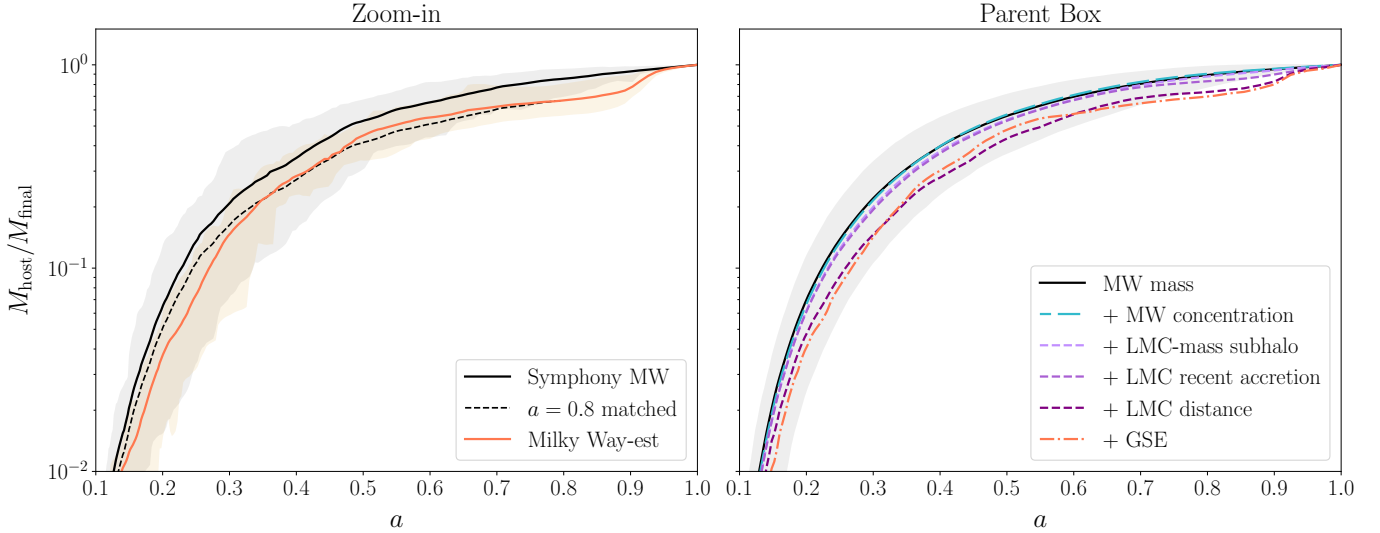 Zoom-in
Parent Box
M_host/M_final
10^0
10^-1
10^-2
0.1 0.2 0.3 0.4 0.5 0.6 0.7 0.8 0.9 1.0
a
Symphony MW
a = 0.8 matched
Milky Way-est
0.1 0.2 0.3 0.4 0.5 0.6 0.7 0.8 0.9 1.0
a
MW mass
+ MW concentration
+ LMC-mass subhalo
+ LMC recent accretion
+ LMC distance
+ GSE